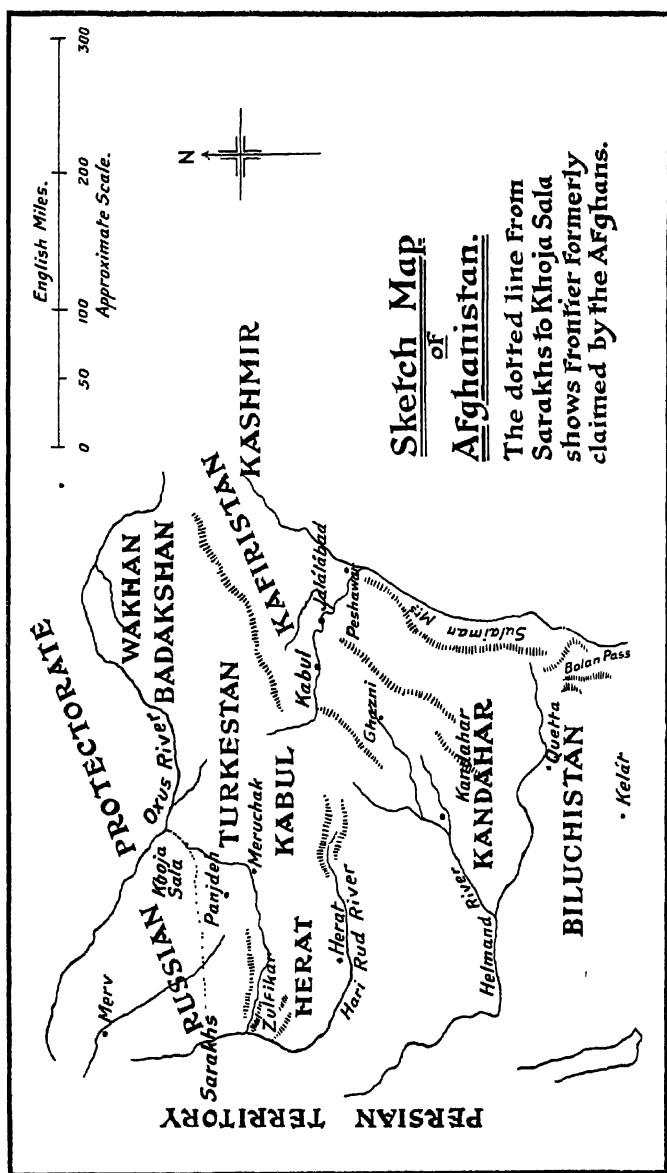 English Miles.
0 50 100 200 300
Approximate Scale.
N
Sketch Map
of
Afghanistan.
The dotted line From
Sarakhs to Khoja Sala
shows Frontier Formerly
claimed by the Afghans.
RUSSIAN PROTECTORATE
Merv
Oxus River
WAKHAN
BADAKSHAN
Khoja
Sala
Sarakhs
Panjdeh
TURKESTAN
KAFIRISTAN
KASHMIR
Meruchak
Zulfikar
KABUL
Kabul
Jalálábad
Peshawar
HERAT
Herat
Hari Rud River
Ghazni
Sulaiman Mts
PERSIAN TERRITORY
Kandahar
KANDAHAR
Helmand River
Quetta
Bolan Pass
BILUCHISTAN
Kelár